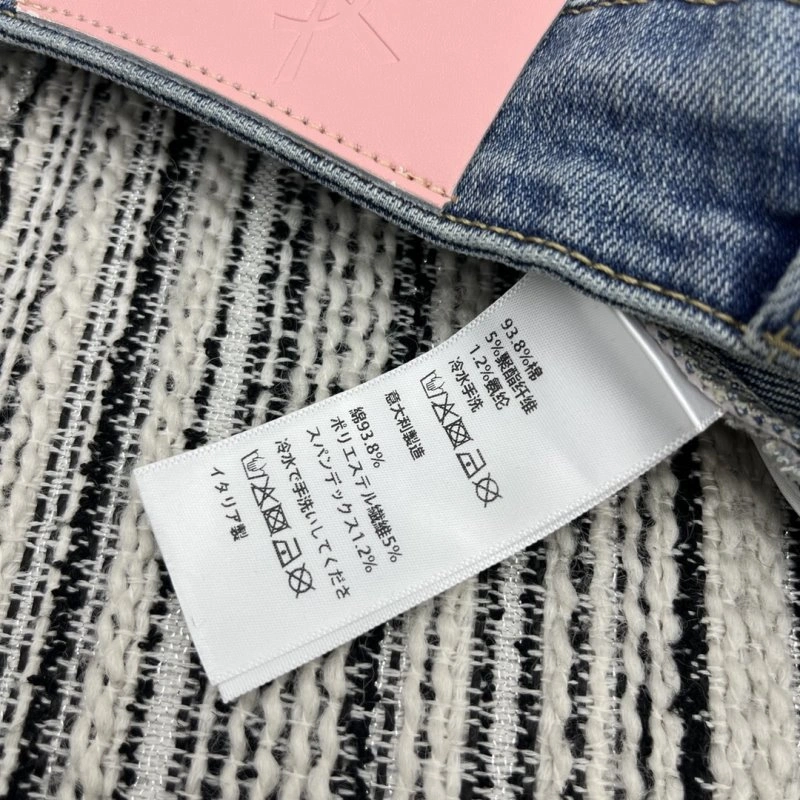 93.8%棉
5%聚酯纤维
1.2%氨纶
冷水手洗
意大利製造
綿93.8%
ポリエステル繊維5%
スパンデックス1.2%
冷水で手洗いしてくださ
イタリア製